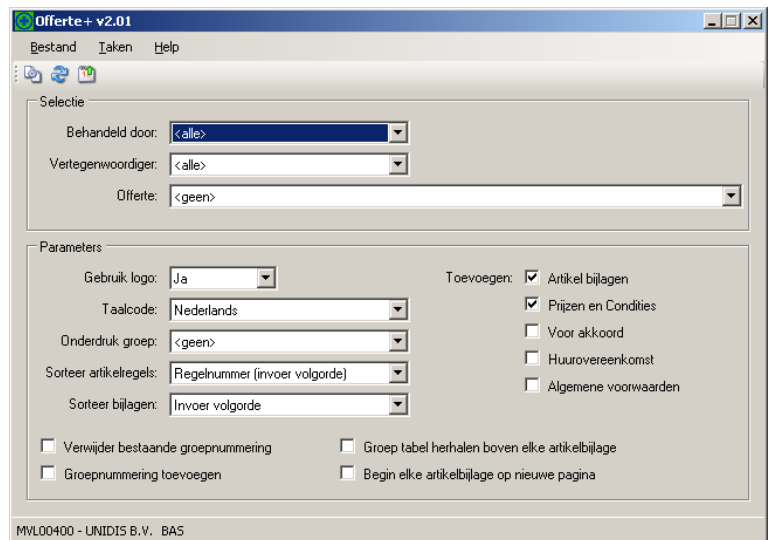 Offerte+ v2.01
Bestand Taken Help
Selectie
Behandeld door: <alle>
Vertegenwoordiger: <alle>
Offerte: <geen>
Parameters
Gebruik logo: Ja
Toevoegen: Artikel bijlagen
Taalcode: Nederlands
Prijzen en Condities
Onderdruk groep: <geen>
Voor akkoord
Sorteer artikelregels: Regelnummer (invoer volgorde)
Huurovereenkomst
Sorteer bijlagen: Invoer volgorde
Algemene voorwaarden
Verwijder bestaande groepnummering
Groep tabel herhalen boven elke artikelbijlage
Groepnummering toevoegen
Begin elke artikelbijlage op nieuwe pagina
MVL00400 - UNIDIS B.V. BAS